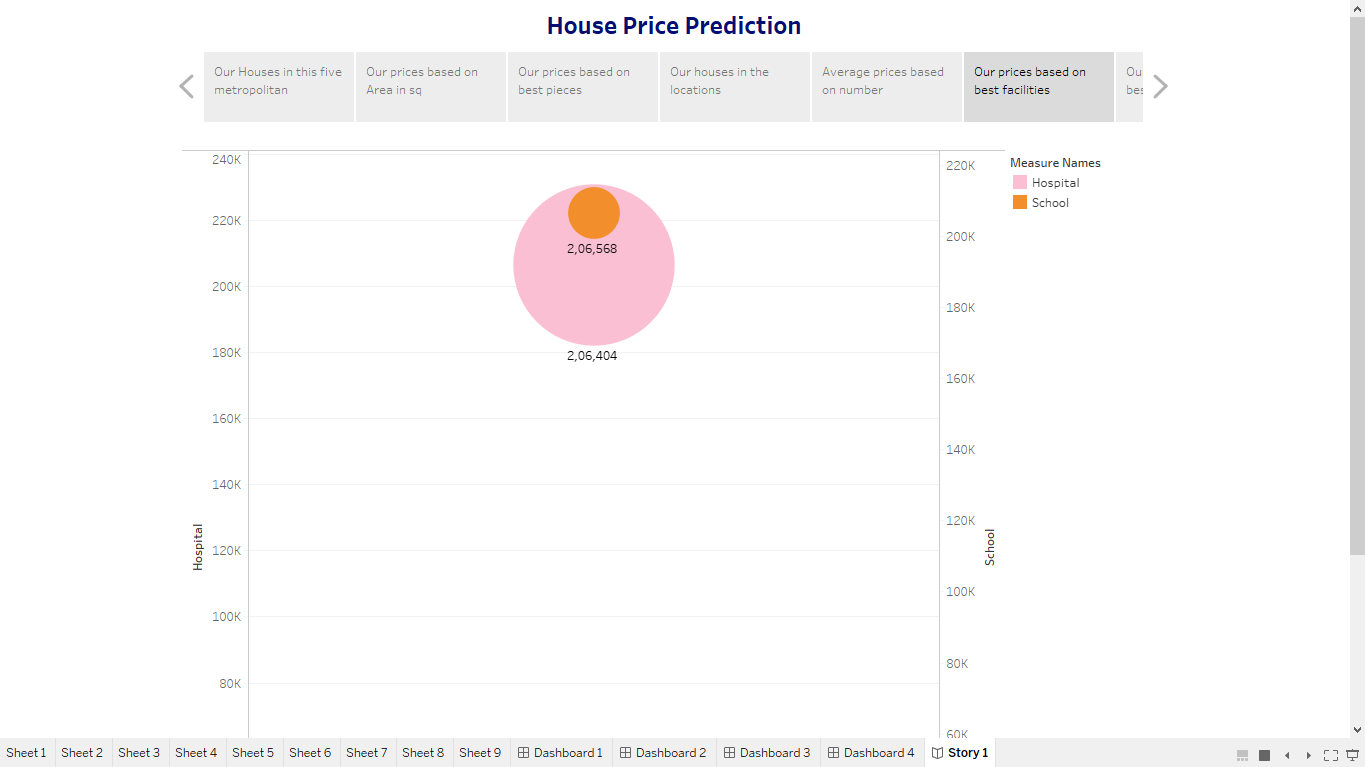 House Price Prediction
Our Houses in this five
metropolitan
Our prices based on
Area in sq
Our prices based on
best pieces
Our houses in the
locations
Average prices based
on number
Our prices based on
best facilities
Ou
bes
240K
220K
200K
180K
160K
140K
120K
100K
80K
Hospital
2,06,568
2,06,404
220K
200K
180K
160K
140K
120K
100K
80K
60K
School
Measure Names
Hospital
School
Sheet 1 Sheet 2 Sheet 3 Sheet 4 Sheet 5 Sheet 6 Sheet 7 Sheet 8 Sheet 9 Dashboard 1 Dashboard 2 Dashboard 3 Dashboard 4 Story 1